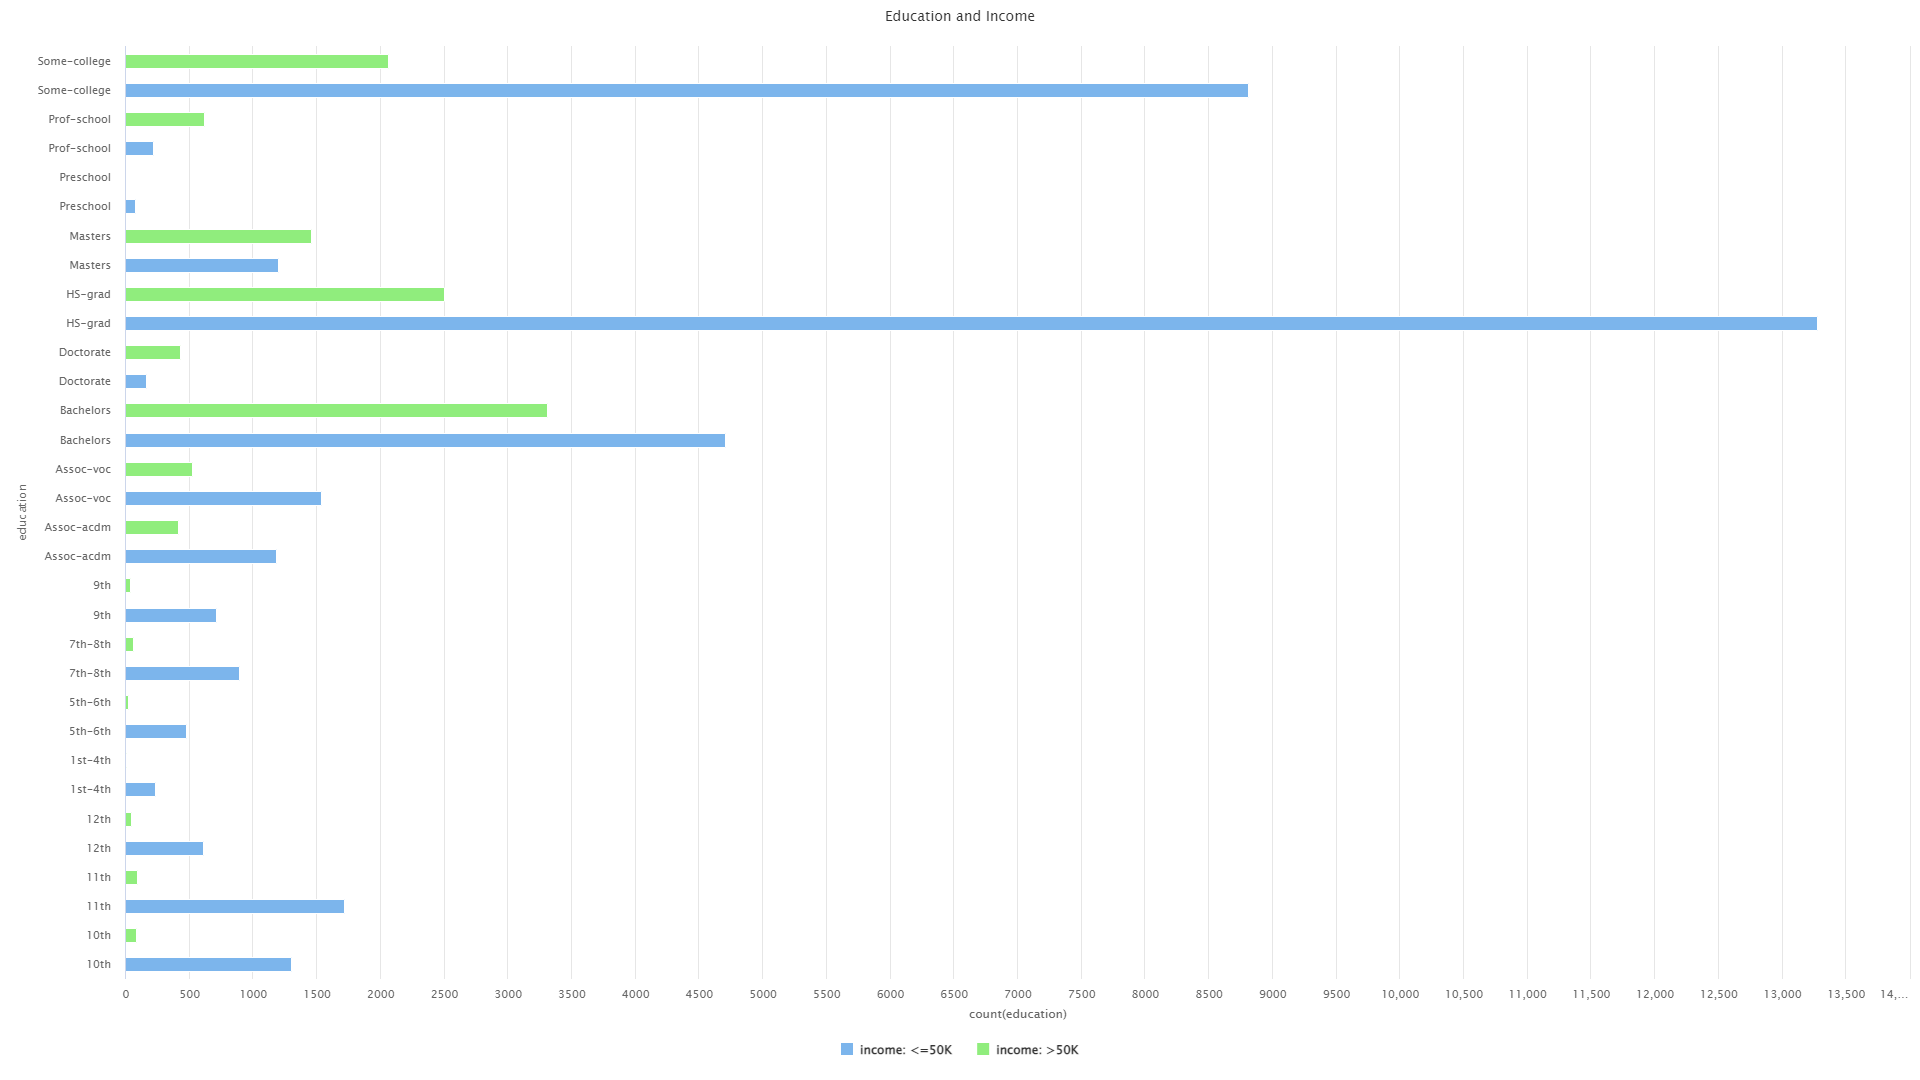 Education and Income
Some-college
Some-college
Prof-school
Prof-school
Preschool
Preschool
Masters
Masters
HS-grad
HS-grad
Doctorate
Doctorate
Bachelors
Bachelors
Assoc-voc
Assoc-voc
Assoc-acdm
Assoc-acdm
9th
9th
7th-8th
7th-8th
5th-6th
5th-6th
1st-4th
1st-4th
12th
12th
11th
11th
10th
10th
education
0 500 1000 1500 2000 2500 3000 3500 4000 4500 5000 5500 6000 6500 7000 7500 8000 8500 9000 9500 10,000 10,500 11,000 11,500 12,000 12,500 13,000 13,500 14,...
count(education)
income: <=50K income: >50K